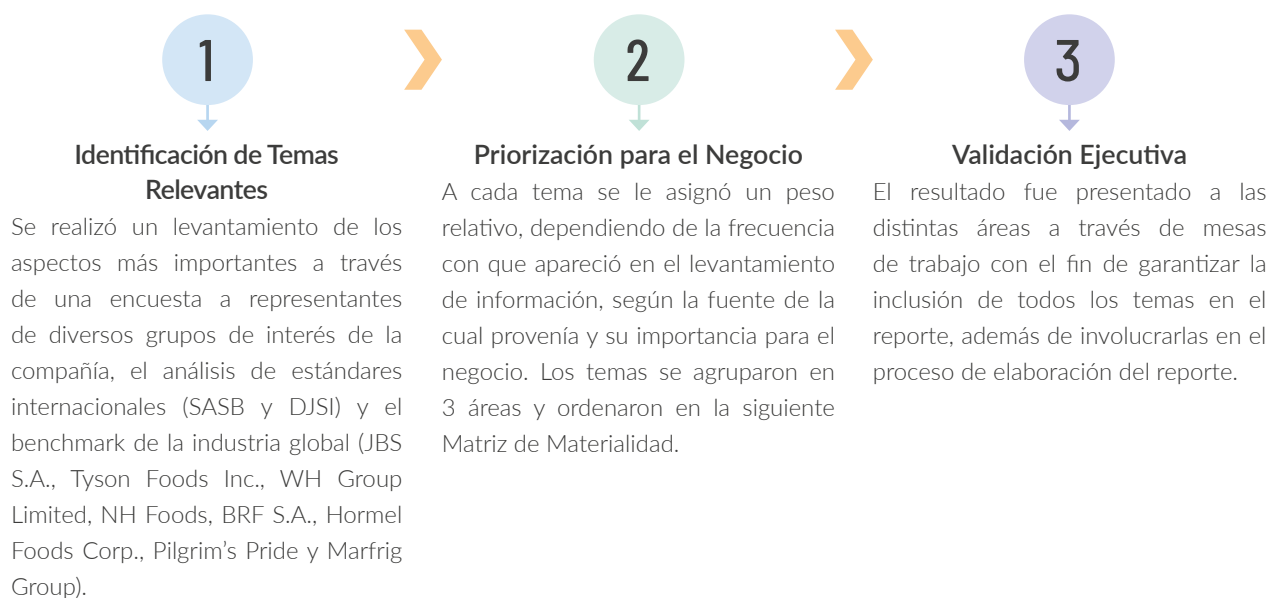 1
Identificación de Temas
Relevantes
Se realizó un levantamiento de los
aspectos más importantes a través
de una encuesta a representantes
de diversos grupos de interés de la
compañía, el análisis de estándares
internacionales (SASB y DJSI) y el
benchmark de la industria global (JBS
S.A., Tyson Foods Inc., WH Group
Limited, NH Foods, BRF S.A., Hormel
Foods Corp., Pilgrim’s Pride y Marfrig
Group).
2
Priorización para el Negocio
A cada tema se le asignó un peso
relativo, dependiendo de la frecuencia
con que apareció en el levantamiento
de información, según la fuente de la
cual provenía y su importancia para el
negocio. Los temas se agruparon en
3 áreas y ordenaron en la siguiente
Matriz de Materialidad.
3
Validación Ejecutiva
El resultado fue presentado a las
distintas áreas a través de mesas
de trabajo con el fin de garantizar la
inclusión de todos los temas en el
reporte, además de involucrarlas en el
proceso de elaboración del reporte.